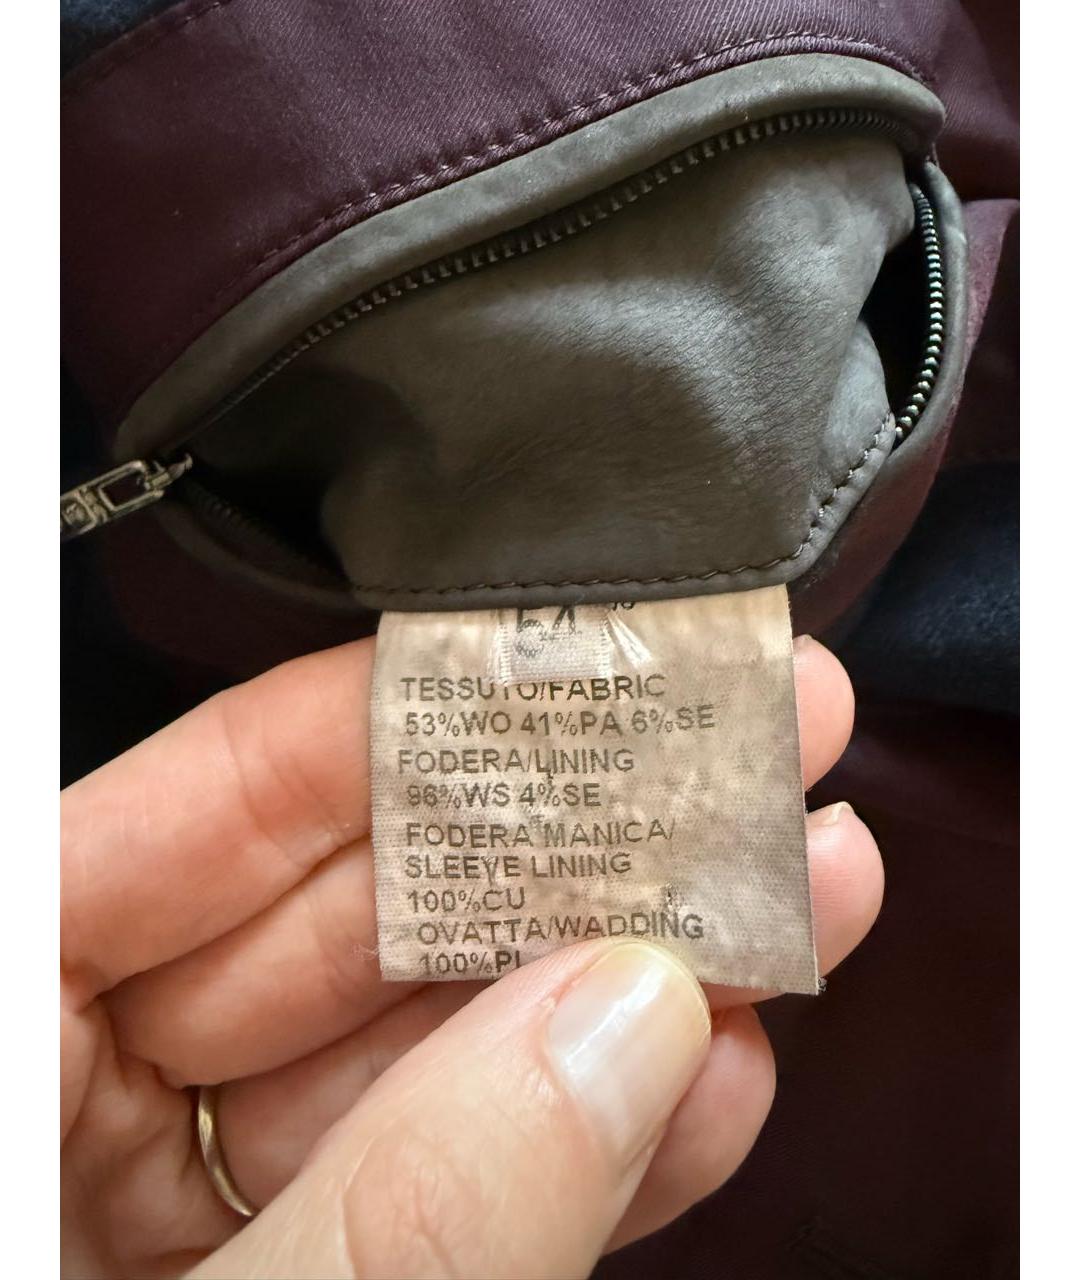 TESSUTO/FABRIC
53%WO 41%PA 6%SE
FODERA/LINING
96%WS 4%SE
FODERA MANICA/
SLEEVE LINING
100%CU
OVATTA/WADDING
100%PL